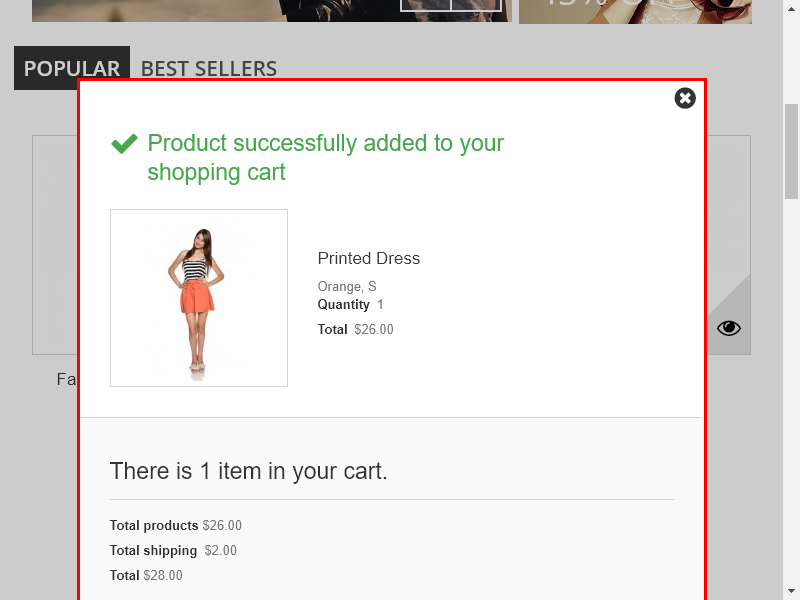 POPULAR BEST SELLERS
Product successfully added to your
shopping cart
Printed Dress
Orange, S
Quantity 1
Total $26.00
Fa
There is 1 item in your cart.
Total products $26.00
Total shipping $2.00
Total $28.00